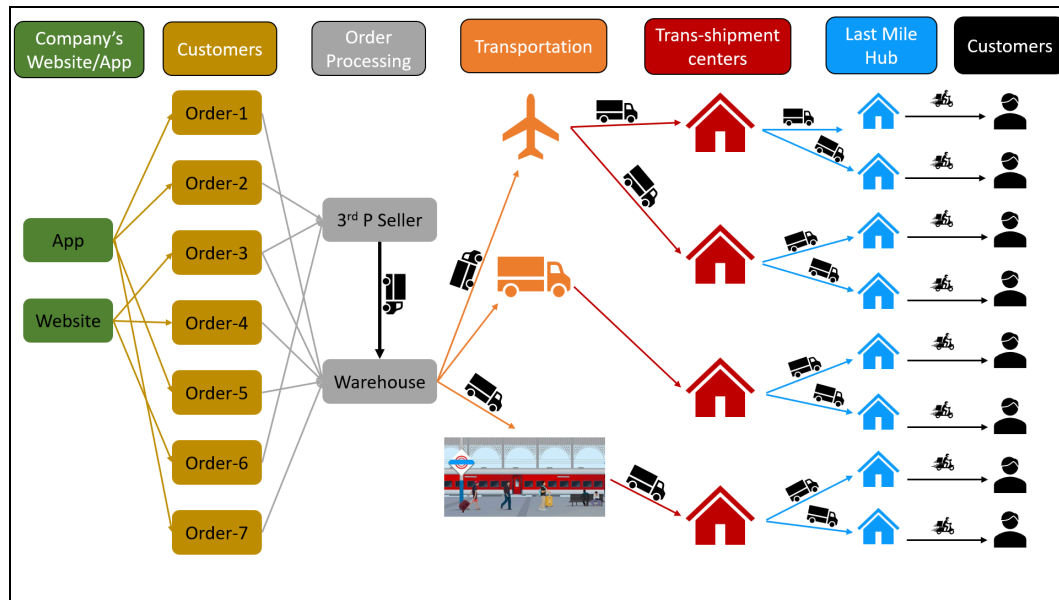 Company's
Website/App
Customers
Order
Processing
Transportation
Trans-shipment
centers
Last Mile
Hub
Customers
Order-1
Order-2
3rd P Seller
App
Order-3
Website
Order-4
Warehouse
Order-5
Order-6
Order-7